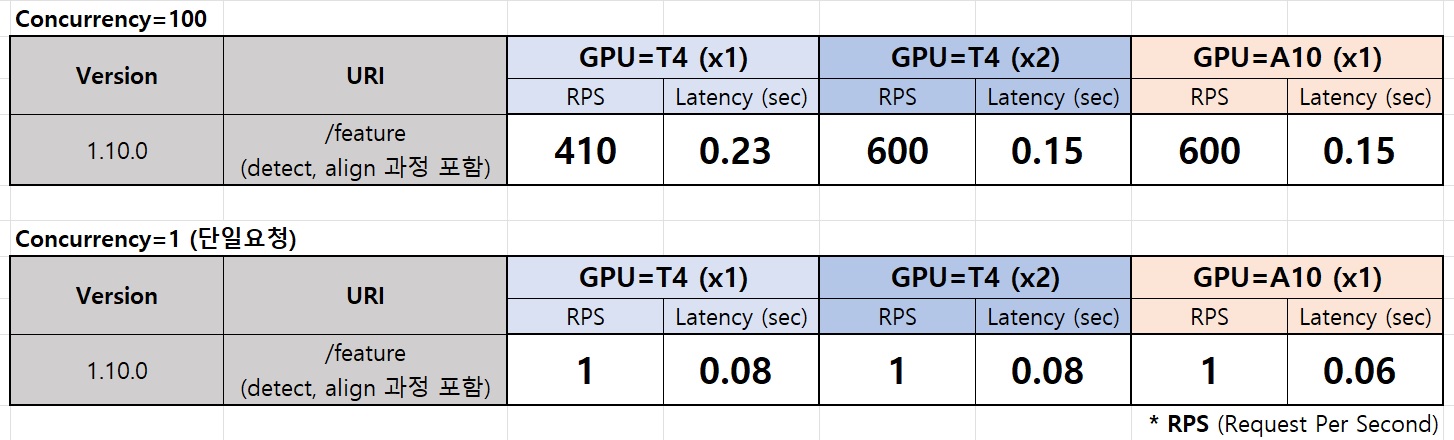 Concurrency=100
Version URI GPU=T4 (x1) GPU=T4 (x2) GPU=A10 (x1)
RPS Latency (sec) RPS Latency (sec) RPS Latency (sec)
1.10.0 /feature 410 0.23 600 0.15 600 0.15
(detect, align 과정 포함)
Concurrency=1 (단일요청)
Version URI GPU=T4 (x1) GPU=T4 (x2) GPU=A10 (x1)
RPS Latency (sec) RPS Latency (sec) RPS Latency (sec)
1.10.0 /feature 1 0.08 1 0.08 1 0.06
(detect, align 과정 포함)
* RPS (Request Per Second)